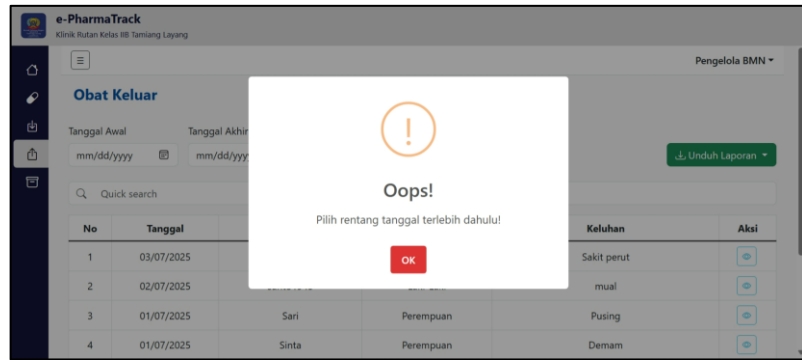 e-PharmaTrack
Klinik Rutan Kelas IIB Tamiang Layang
Pengelola BMN
Obat Keluar
Tanggal Awal Tanggal Akhir
mm/dd/yyyy mm/dd/yyy
Unduh Laporan
Quick search
Oops!
Pilih rentang tanggal terlebih dahulu!
OK
No Tanggal Keluhan Aksi
1 03/07/2025 Sakit perut
2 02/07/2025 mual
3 01/07/2025 Sari Perempuan Pusing
4 01/07/2025 Sinta Perempuan Demam